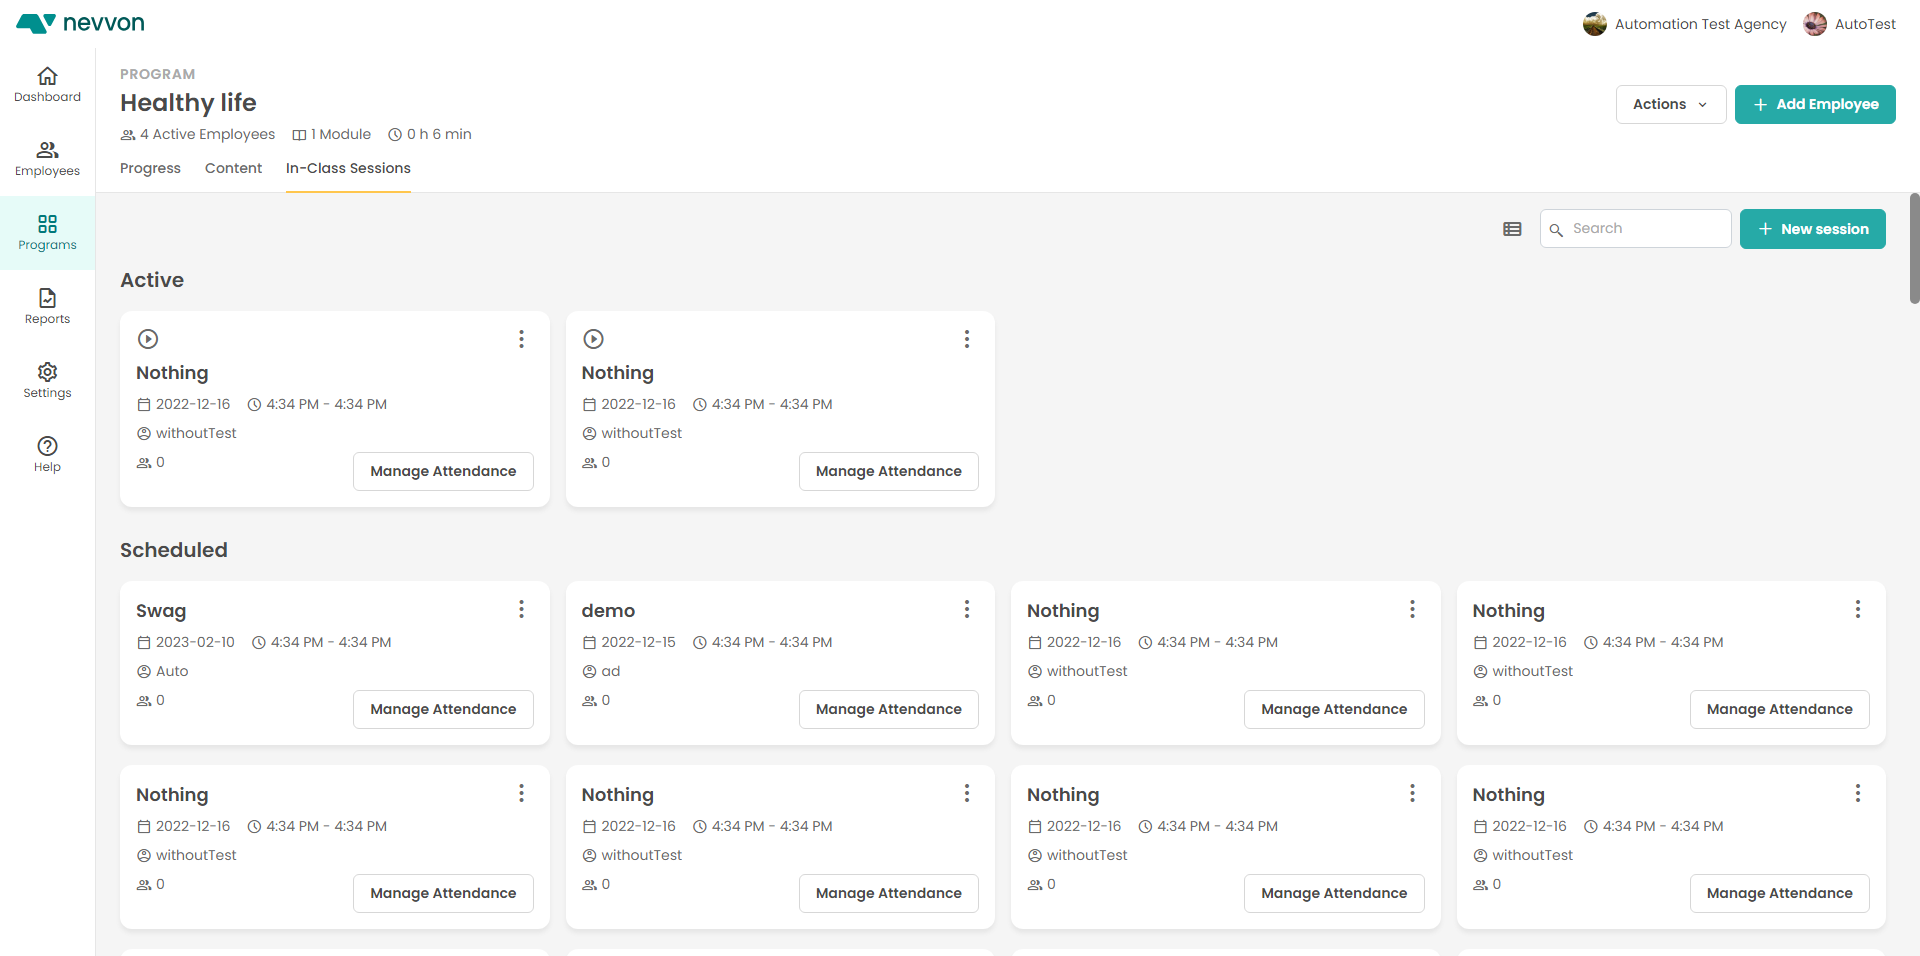 nevvon
Automation Test Agency
AutoTest
Dashboard
Employees
Programs
Reports
Settings
Help
PROGRAM
Healthy life
4 Active Employees 1 Module 0 h 6 min
Actions
Add Employee
Progress Content In-Class Sessions
Search
New session
Active
Nothing
2022-12-16 4:34 PM - 4:34 PM
withoutTest
0
Manage Attendance
Nothing
2022-12-16 4:34 PM - 4:34 PM
withoutTest
0
Manage Attendance
Scheduled
Swag
2023-02-10 4:34 PM - 4:34 PM
Auto
0
Manage Attendance
demo
2022-12-15 4:34 PM - 4:34 PM
ad
0
Manage Attendance
Nothing
2022-12-16 4:34 PM - 4:34 PM
withoutTest
0
Manage Attendance
Nothing
2022-12-16 4:34 PM - 4:34 PM
withoutTest
0
Manage Attendance
Nothing
2022-12-16 4:34 PM - 4:34 PM
withoutTest
0
Manage Attendance
Nothing
2022-12-16 4:34 PM - 4:34 PM
withoutTest
0
Manage Attendance
Nothing
2022-12-16 4:34 PM - 4:34 PM
withoutTest
0
Manage Attendance
Nothing
2022-12-16 4:34 PM - 4:34 PM
withoutTest
0
Manage Attendance